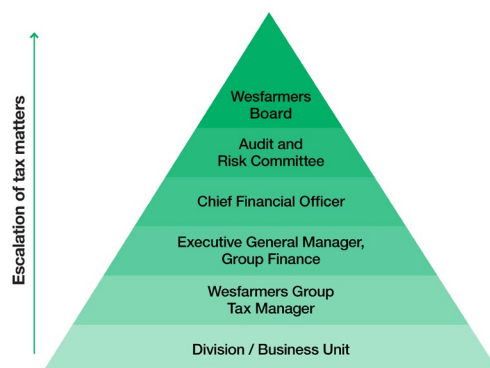 Wesfarmers
Board
Audit and
Risk Committee
Chief Financial Officer
Executive General Manager,
Group Finance
Wesfarmers Group
Tax Manager
Division / Business Unit
Escalation of tax matters